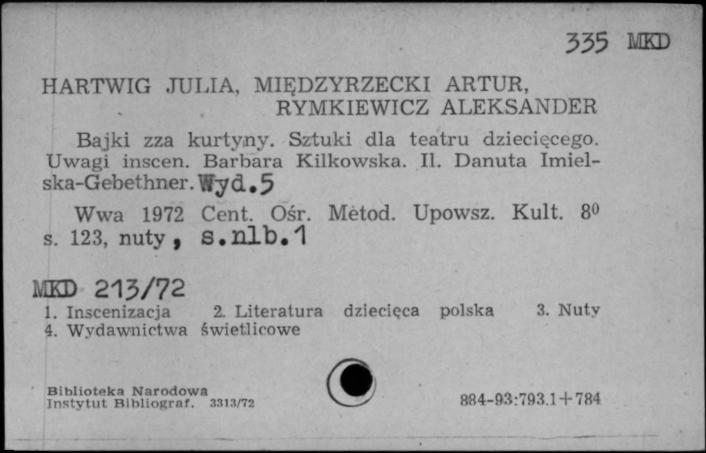 335 MKD
HARTWIG JULIA, MIĘDZYRZECKI ARTUR,
RYMKIEWICZ ALEKSANDER
Bajki zza kurtyny. Sztuki dla teatru dziecięcego.
Uwagi inscen. Barbara Kilkowska. Il. Danuta Imiel-
ska-Gebethner. Wyd.5
Wwa 1972 Cent. Ośr. Metod. Upowsz. Kult. 8⁰
s. 123, nuty, s.nlb.1
MKD 213/72
1. Inscenizacja 2. Literatura dziecięca polska 3. Nuty
4. Wydawnictwa świetlicowe
Biblioteka Narodowa
Instytut Bibliograf. 3313/72
884-93:793.1+784